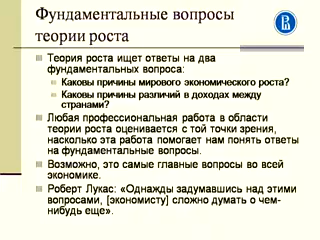 Фундаментальные вопросы
теории роста
Теория роста ищет ответы на два
фундаментальных вопроса:
Каковы причины мирового экономического роста?
Каковы причины различий в доходах между
странами?
Любая профессиональная работа в области
теории роста оценивается с той точки зрения,
насколько эта работа помогает нам понять ответы
на фундаментальные вопросы.
Возможно, это самые главные вопросы во всей
экономике.
Роберт Лукас: «Однажды задумавшись над этими
вопросами, [экономисту] сложно думать о чем-
нибудь еще».